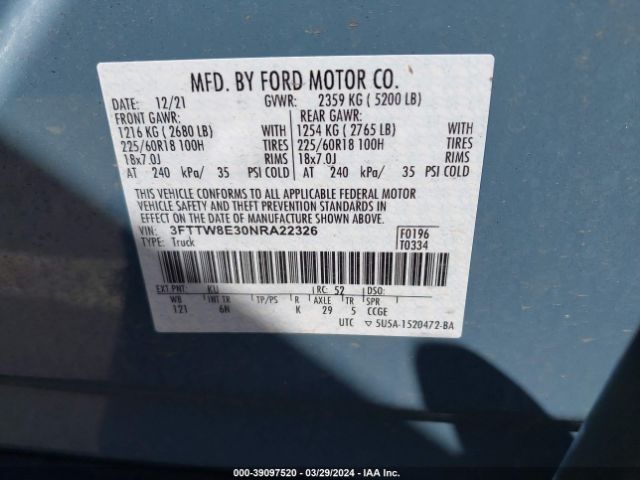 MFD. BY FORD MOTOR CO.
DATE: 12/21 GVWR: 2359 KG ( 5200 LB)
FRONT GAWR: REAR GAWR:
1216 KG ( 2680 LB) WITH 1254 KG ( 2765 LB) WITH
225/60R18 100H TIRES 225/60R18 100H TIRES
18x7.0J RIMS 18x7.0J RIMS
AT 240 kPa/ 35 PSI COLD AT 240 kPa/ 35 PSI COLD
THIS VEHICLE CONFORMS TO ALL APPLICABLE FEDERAL MOTOR
VEHICLE SAFETY AND THEFT PREVENTION STANDARDS IN
EFFECT ON THE DATE OF MANUFACTURE SHOWN ABOVE.
VIN: 3FTTW8E30NRA22326 F0196
TYPE: Truck T0334
EXT PNT: KU RC: 52 DSO:
WB INT TR TP/PS R AXLE TR SPR
121 6N K 29 5 CCGE
UTC ▽ 5U5A-1520472-BA
000-39097520 - 03/29/2024 - IAA Inc.